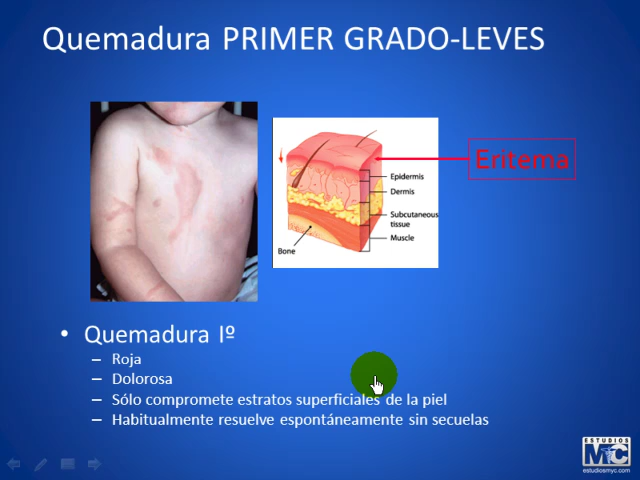 Quemadura PRIMER GRADO-LEVES
Eritema
Epidermis
Dermis
Subcutaneous
tissue
Muscle
Bone
• Quemadura Iº
– Roja
– Dolorosa
– Sólo compromete estratos superficiales de la piel
– Habitualmente resuelve espontáneamente sin secuelas
ESTUDIOS
MyC
estudiosmyc.com